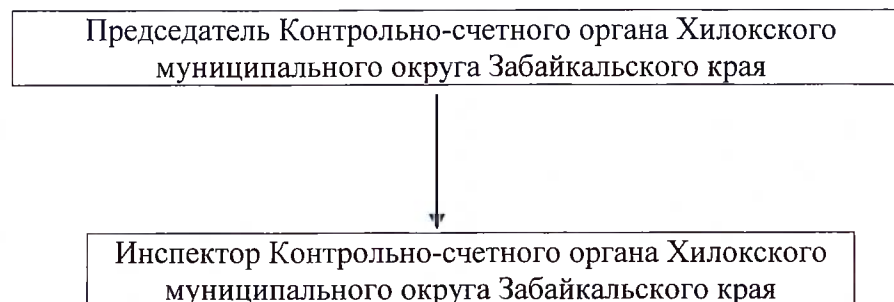 Председатель Контрольно-счетного органа Хилокского
муниципального округа Забайкальского края
Инспектор Контрольно-счетного органа Хилокского
муниципального округа Забайкальского края